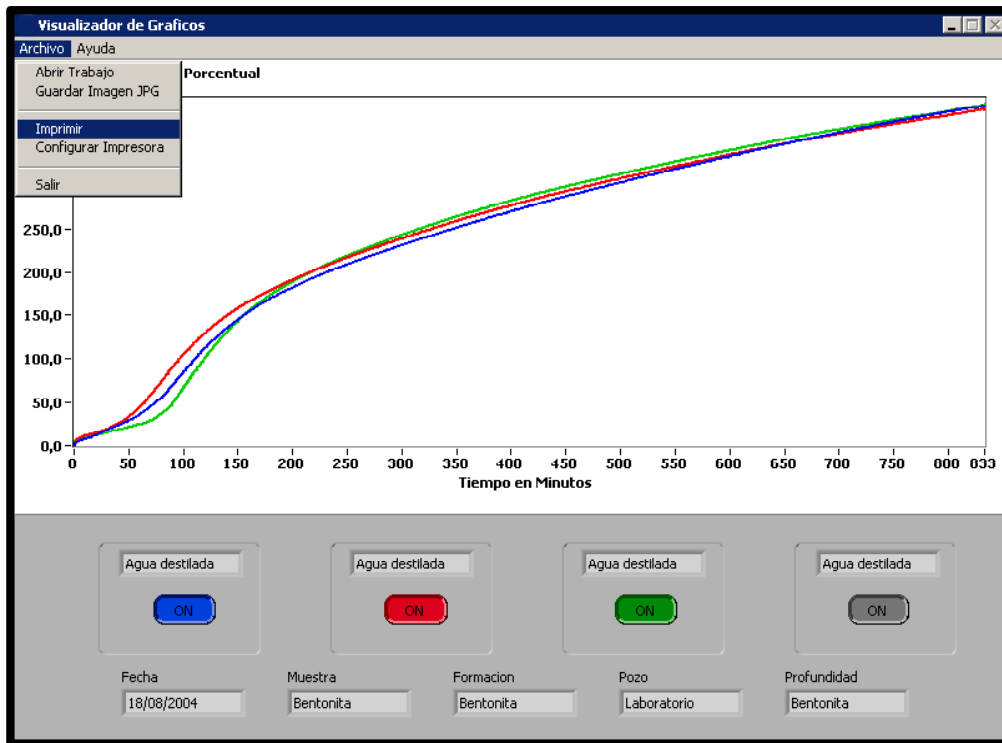 Visualizador de Graficos
Archivo Ayuda
Abrir Trabajo
Guardar Imagen JPG
Imprimir
Configurar Impresora
Salir
Porcentual
250,0
200,0
150,0
100,0
50,0
0,0
0 50 100 150 200 250 300 350 400 450 500 550 600 650 700 750 800 833
Tiempo en Minutos
Agua destilada Agua destilada Agua destilada Agua destilada
ON ON ON ON
Fecha Muestra Formacion Pozo Profundidad
18/08/2004 Bentonita Bentonita Laboratorio Bentonita